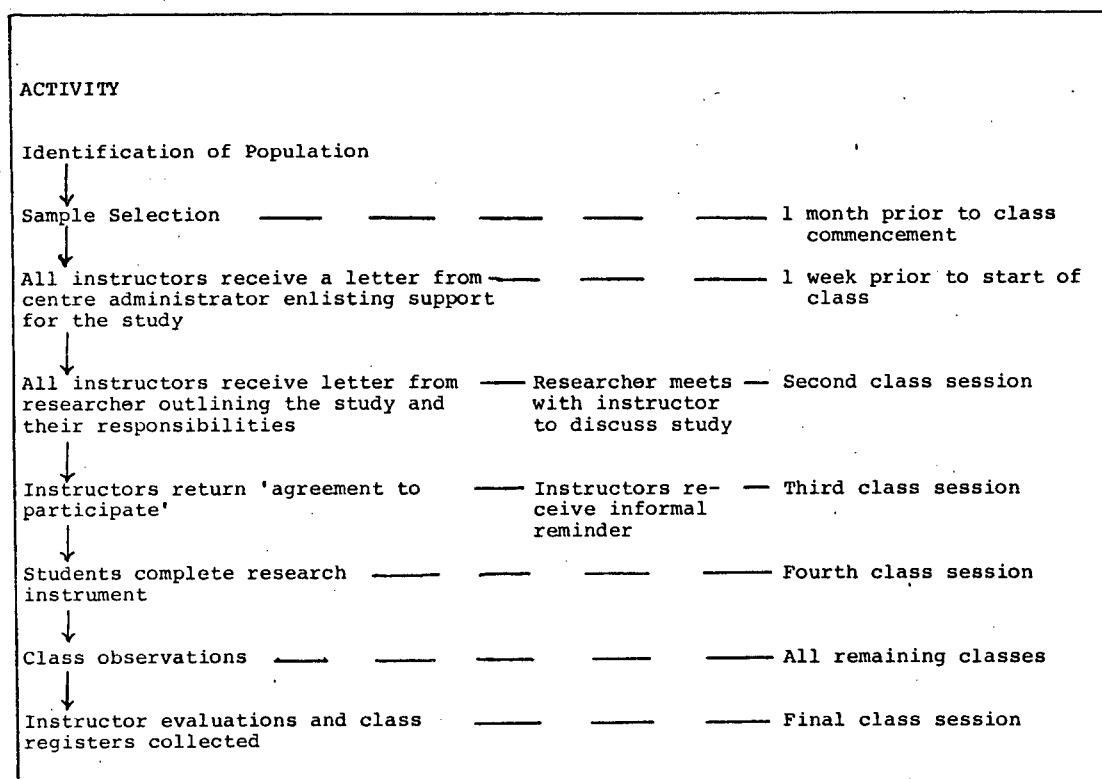 ACTIVITY
Identification of Population
Sample Selection 1 month prior to class
commencement
All instructors receive a letter from 1 week prior to start of
centre administrator enlisting support class
for the study
All instructors receive letter from Researcher meets Second class session
researcher outlining the study and with instructor
their responsibilities to discuss study
Instructors return 'agreement to Instructors re- Third class session
participate' ceive informal
reminder
Students complete research Fourth class session
instrument
Class observations All remaining classes
Instructor evaluations and class Final class session
registers collected